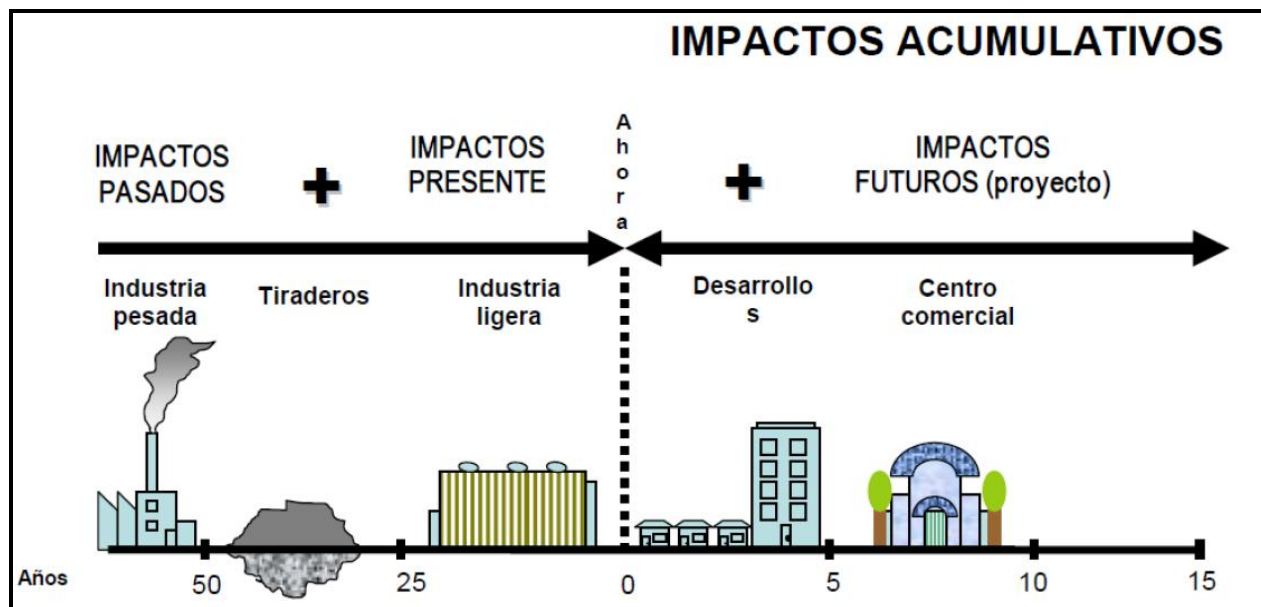 IMPACTOS ACUMULATIVOS
IMPACTOS
PASADOS
+
IMPACTOS
PRESENTE
A
h
o
r
a
+
IMPACTOS
FUTUROS (proyecto)
Industria
pesada
Tiraderos
Industria
ligera
Desarrollo
s
Centro
comercial
Años 50 25 0 5 10 15